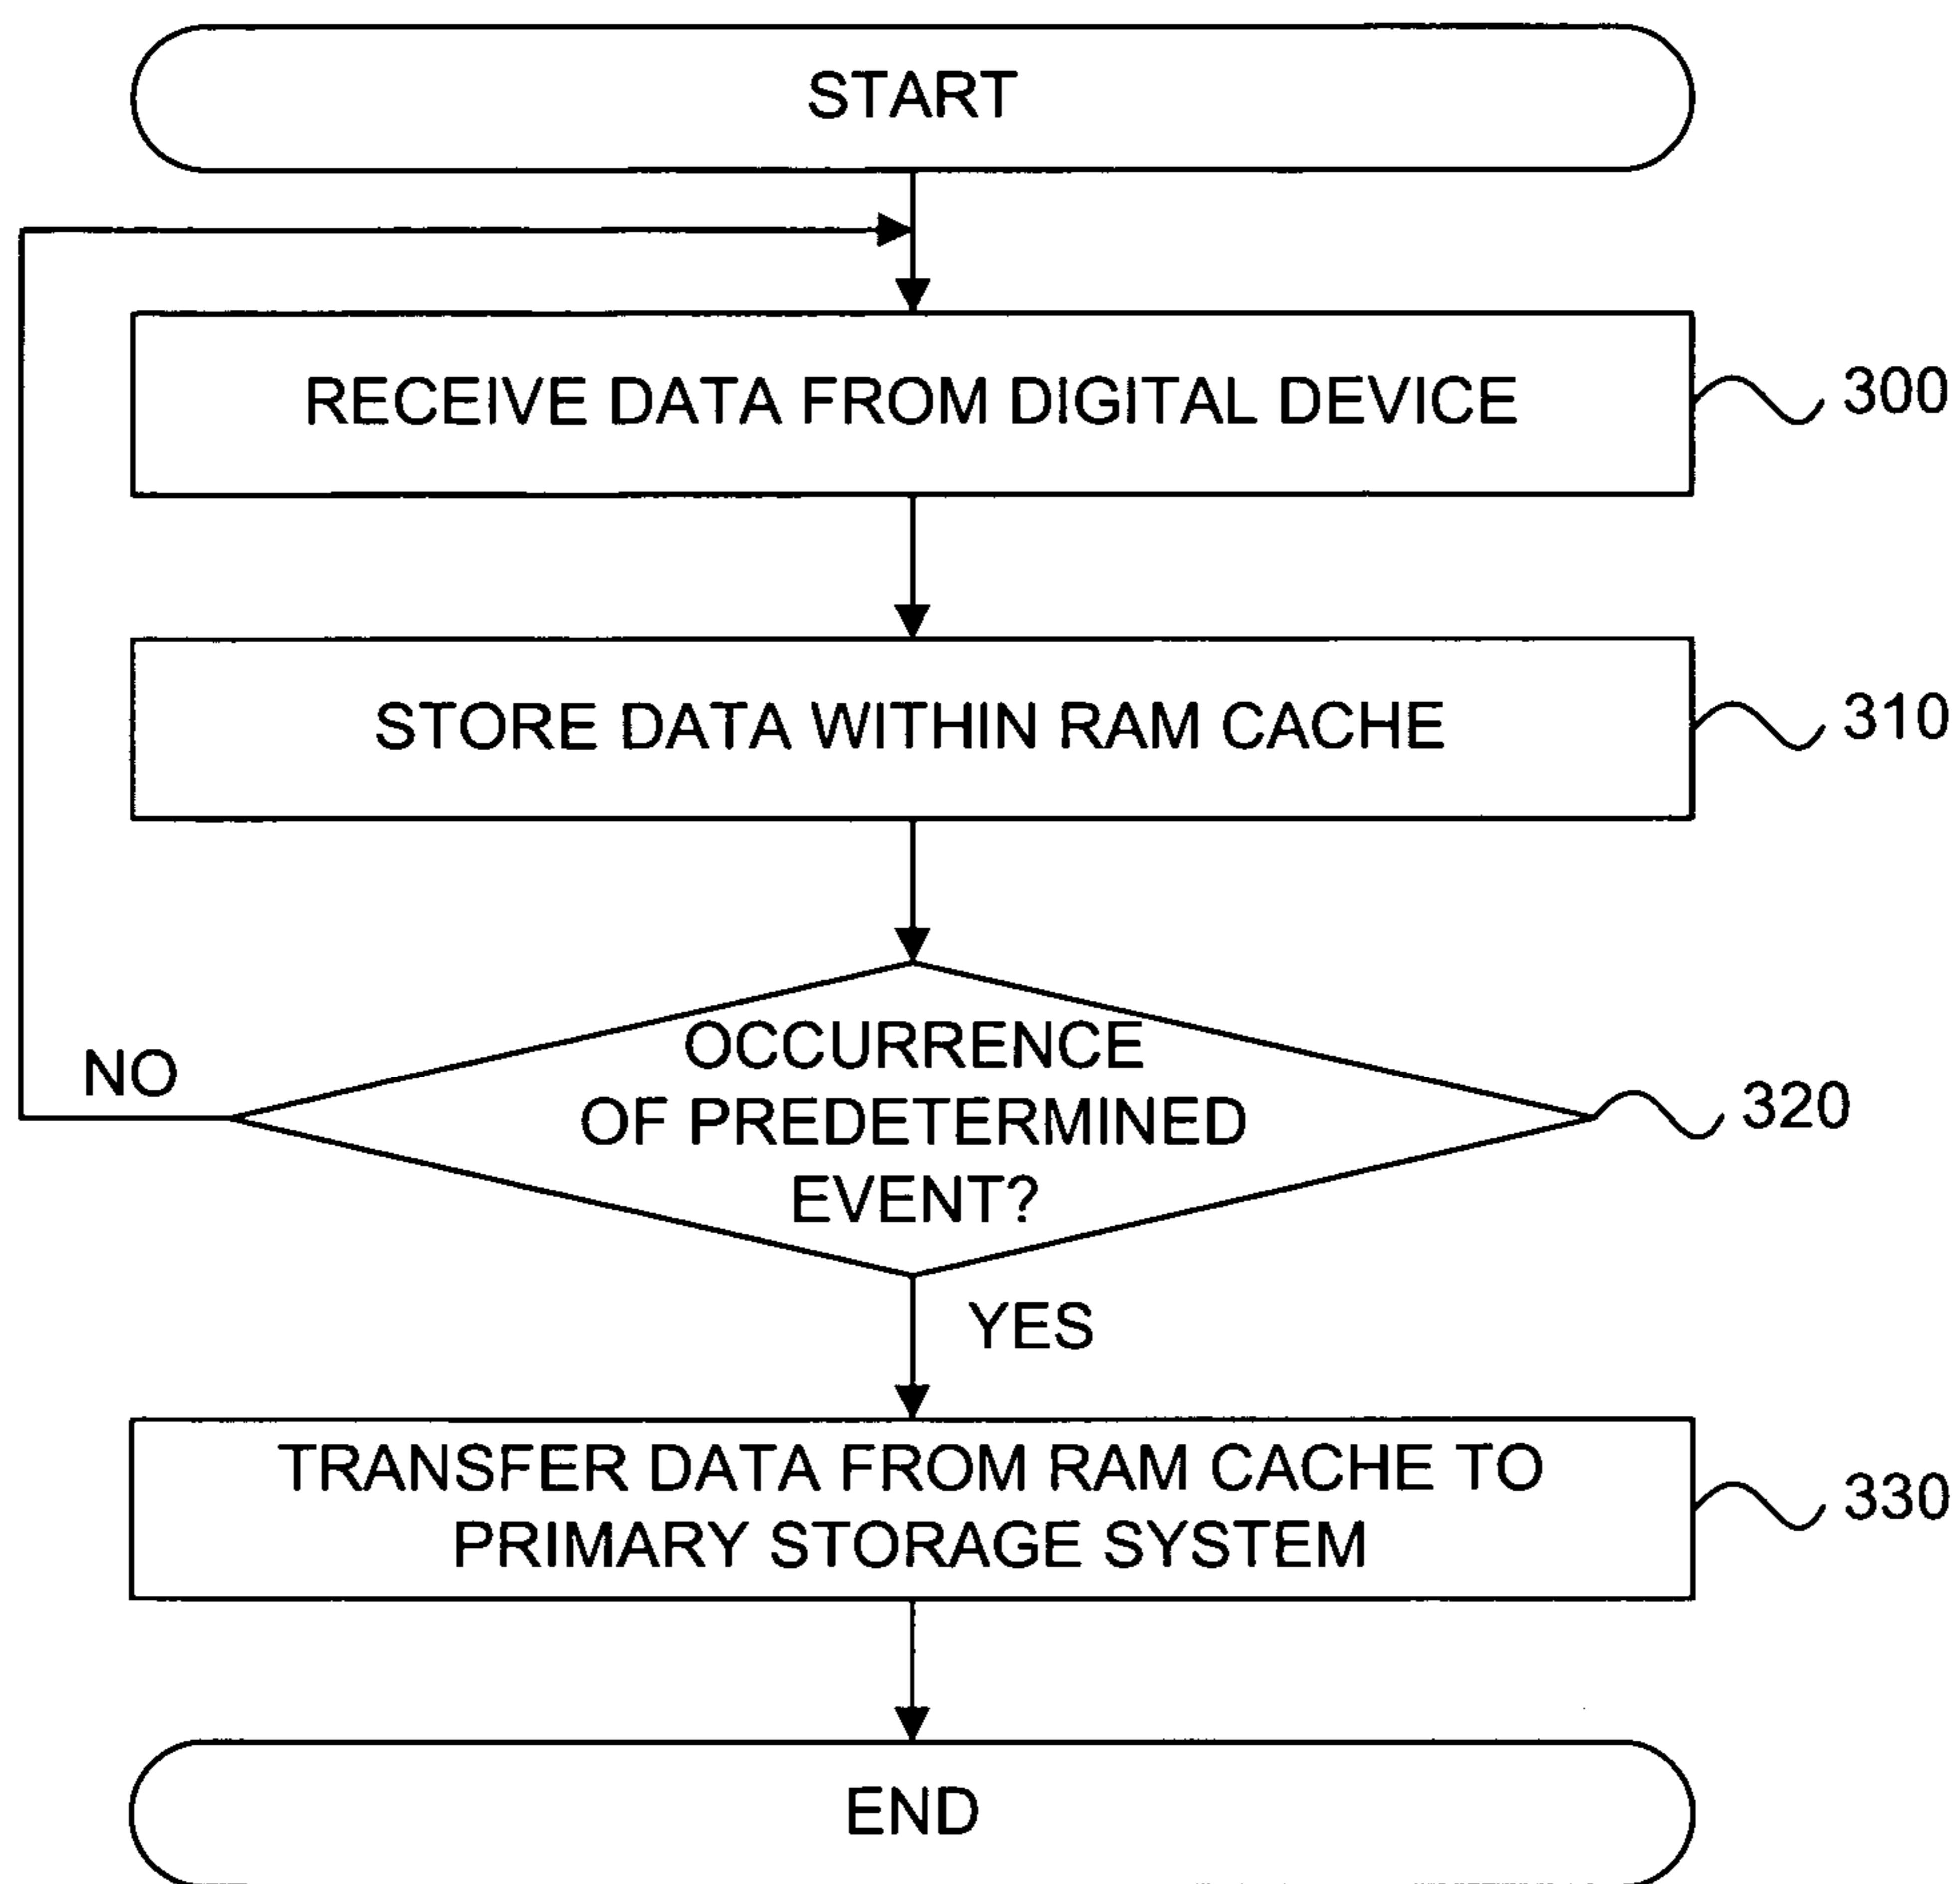 START
RECEIVE DATA FROM DIGITAL DEVICE
300
STORE DATA WITHIN RAM CACHE
310
OCCURRENCE
OF PREDETERMINED
EVENT?
320
NO
YES
TRANSFER DATA FROM RAM CACHE TO
PRIMARY STORAGE SYSTEM
330
END